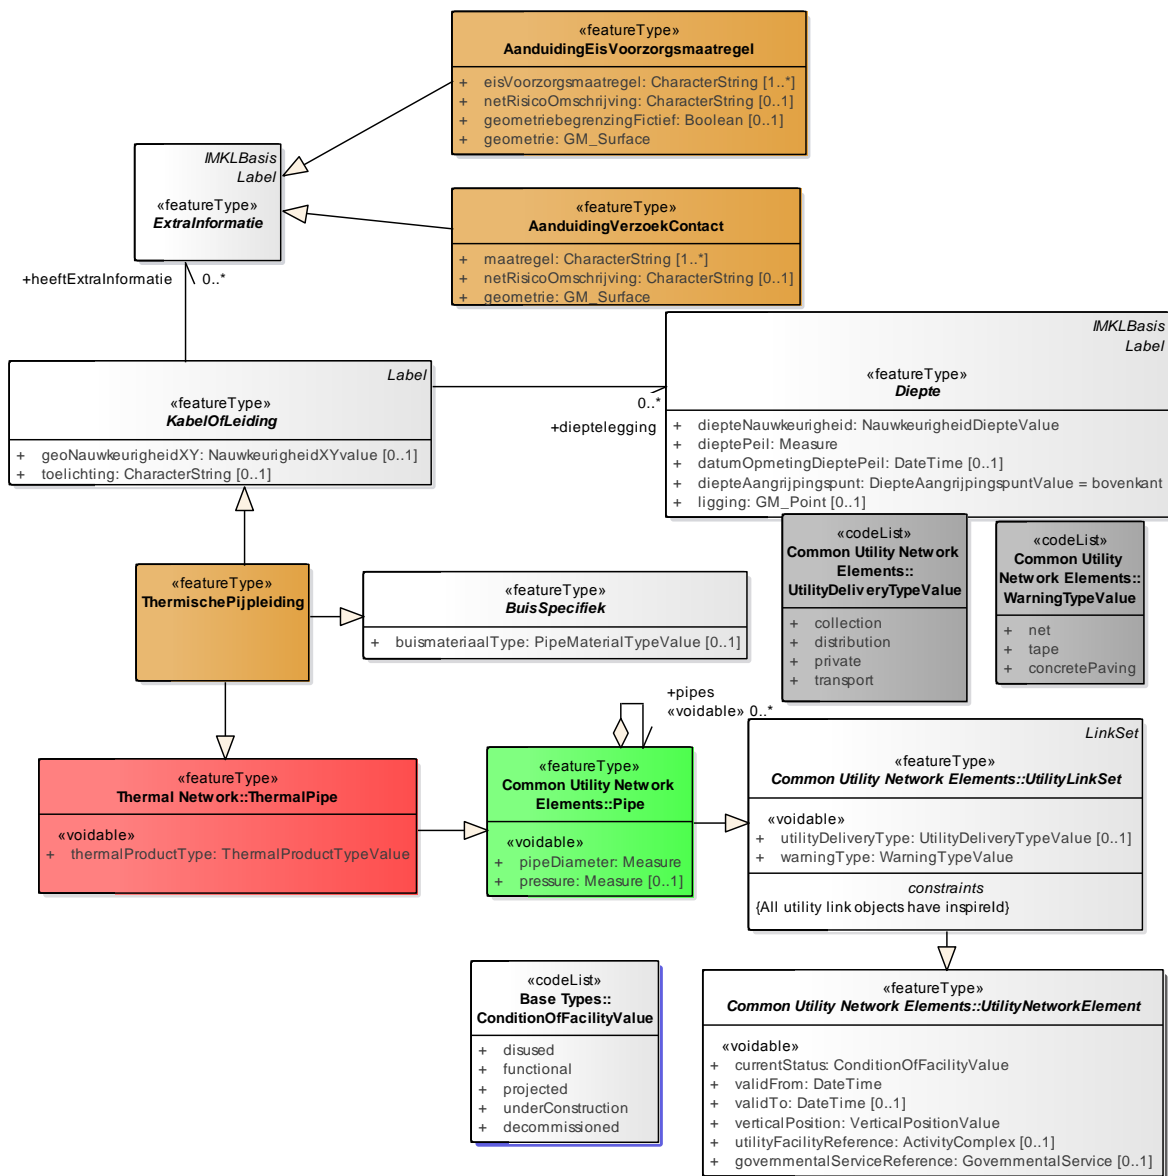 «featureType»
AanduidingEisVoorzorgsmaatregel
+ eisVoorzorgsmaatregel: CharacterString [1..*]
+ netRisicoOmschrijving: CharacterString [0..1]
+ geometriebegrenzingFictief: Boolean [0..1]
+ geometrie: GM_Surface
IMKLBasis
Label
«featureType»
ExtraInformatie
«featureType»
AanduidingVerzoekContact
+ maatregel: CharacterString [1..*]
+ netRisicoOmschrijving: CharacterString [0..1]
+ geometrie: GM_Surface
+heeftExtraInformatie 0..*
Label
«featureType»
KabelOfLeiding
+ geoNauwkeurigheidXY: NauwkeurigheidXYvalue [0..1]
+ toelichting: CharacterString [0..1]
0..*
+dieptelegging
IMKLBasis
Label
«featureType»
Diepte
+ diepteNauwkeurigheid: NauwkeurigheidDiepteValue
+ dieptePeil: Measure
+ datumOpmetingDieptePeil: DateTime [0..1]
+ diepteAangrijpingspunt: DiepteAangrijpingspuntValue = bovenkant
+ ligging: GM_Point [0..1]
«codeList»
Common Utility Network
Elements::
UtilityDeliveryTypeValue
+ collection
+ distribution
+ private
+ transport
«codeList»
Common Utility
Network Elements::
WarningTypeValue
+ net
+ tape
+ concretePaving
«featureType»
ThermischePijpleiding
«featureType»
BuisSpecifiek
+ buismateriaalType: PipeMaterialTypeValue [0..1]
+pipes
«voidable» 0..*
«featureType»
Thermal Network::ThermalPipe
«voidable»
+ thermalProductType: ThermalProductTypeValue
«featureType»
Common Utility Network
Elements::Pipe
«voidable»
+ pipeDiameter: Measure
+ pressure: Measure [0..1]
LinkSet
«featureType»
Common Utility Network Elements::UtilityLinkSet
«voidable»
+ utilityDeliveryType: UtilityDeliveryTypeValue [0..1]
+ warningType: WarningTypeValue
constraints
{All utility link objects have inspireId}
«codeList»
Base Types::
ConditionOfFacilityValue
+ disused
+ functional
+ projected
+ underConstruction
+ decommissioned
«featureType»
Common Utility Network Elements::UtilityNetworkElement
«voidable»
+ currentStatus: ConditionOfFacilityValue
+ validFrom: DateTime
+ validTo: DateTime [0..1]
+ verticalPosition: VerticalPositionValue
+ utilityFacilityReference: ActivityComplex [0..1]
+ governmentalServiceReference: GovernmentalService [0..1]